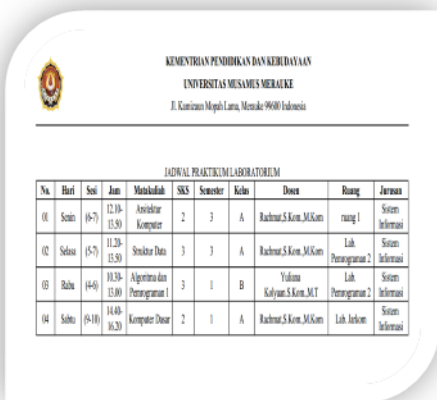 KEMENTRIAN PENDIDIKAN DAN KEBUDAYAAN
UNIVERSITAS MUSAMUS MERAUKE
Jl. Kamizaun Mopah Lama, Merauke 99600 Indonesia
JADWAL PRAKTIKUM LABORATORIUM
No. Hari Sesi Jam Matakuliah SKS Semester Kelas Dosen Ruang Jurusan
01 Senin (6-7) 12.10-13.50 Arsitektur Komputer 2 3 A Rachmat,S.Kom.,M.Kom ruang 1 Sistem Informasi
02 Selasa (5-7) 11.20-13.50 Struktur Data 3 3 A Rachmat,S.Kom.,M.Kom Lab. Pemrograman 2 Sistem Informasi
03 Rabu (4-6) 10.30-13.00 Algoritma dan Pemrograman 1 3 1 B Yuliana Kolyaan,S.Kom.,M.T Lab. Pemrograman 2 Sistem Informasi
04 Sabtu (9-10) 14.40-16.20 Komputer Dasar 2 1 A Rachmat,S.Kom.,M.Kom Lab. Jarkom Sistem Informasi